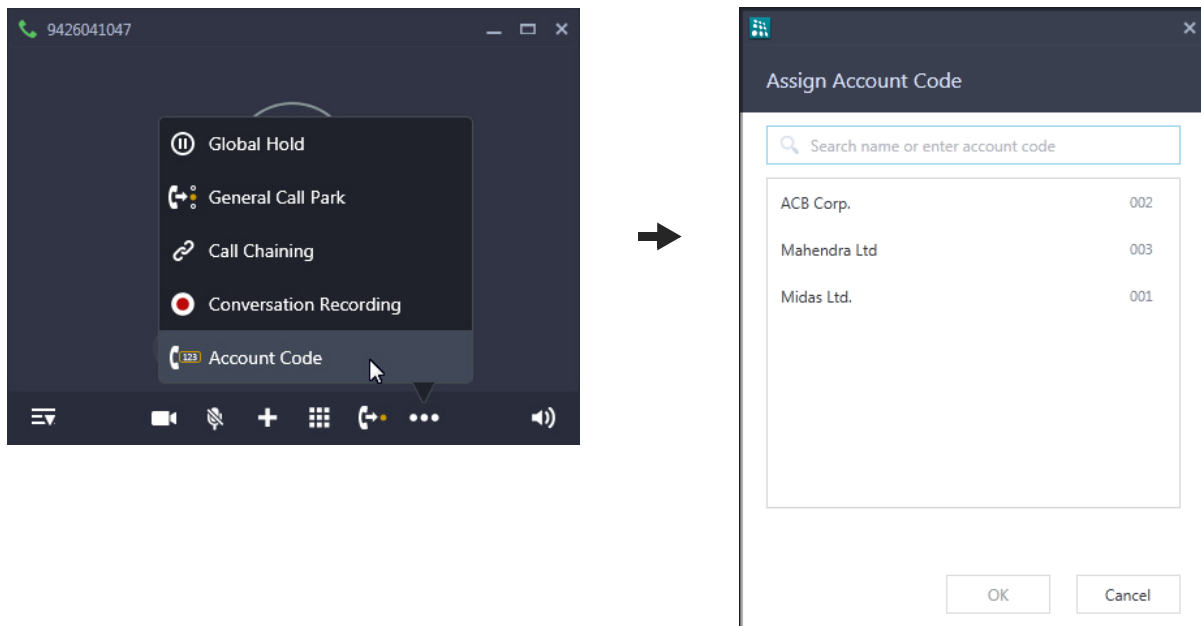 9426041047
Global Hold
General Call Park
Call Chaining
Conversation Recording
123 Account Code
Assign Account Code
Search name or enter account code
ACB Corp. 002
Mahendra Ltd 003
Midas Ltd. 001
OK Cancel